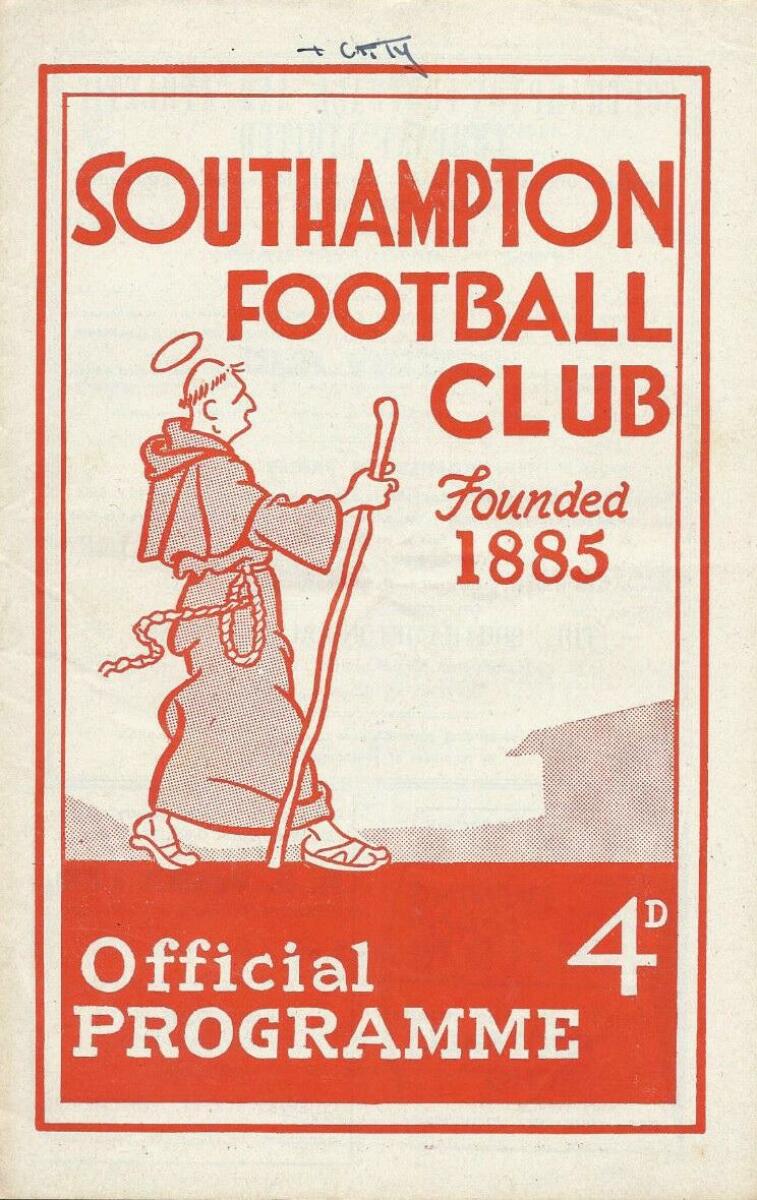 + City
SOUTHAMPTON
FOOTBALL
CLUB
Founded
1885
4D
Official
PROGRAMME